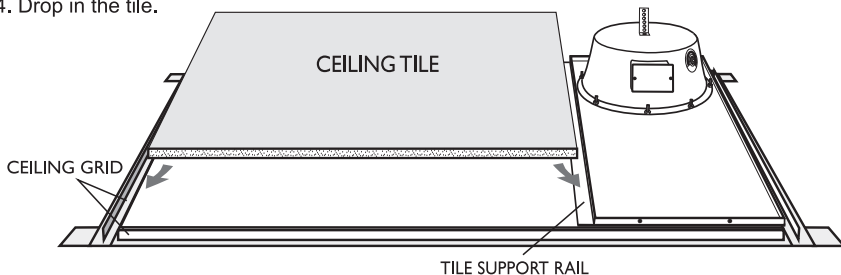 4. Drop in the tile.
CEILING TILE
CEILING GRID
TILE SUPPORT RAIL